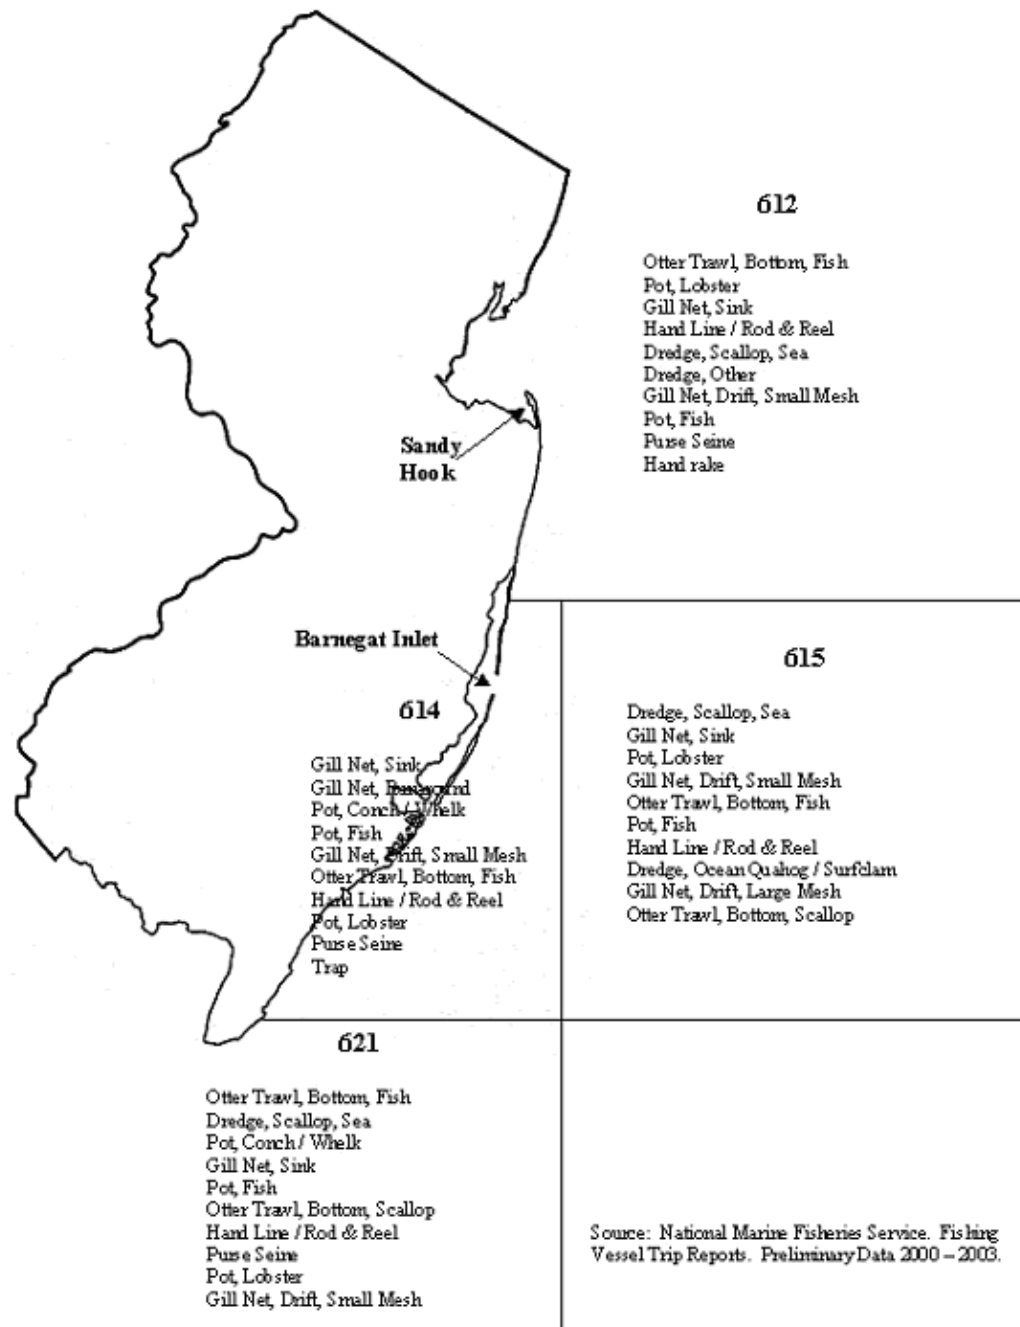 612
Otter Trawl, Bottom, Fish
Pot, Lobster
Gill Net, Sink
Hand Line / Rod & Reel
Dredge, Scallop, Sea
Dredge, Other
Gill Net, Drift, Small Mesh
Pot, Fish
Purse Seine
Hand rake
Sandy
Hook
Barnegat Inlet
615
Dredge, Scallop, Sea
Gill Net, Sink
Pot, Lobster
Gill Net, Drift, Small Mesh
Otter Trawl, Bottom, Fish
Pot, Fish
Hand Line / Rod & Reel
Dredge, Ocean Quahog / Surfclam
Gill Net, Drift, Large Mesh
Otter Trawl, Bottom, Scallop
614
Gill Net, Sink
Gill Net, Runaround
Pot, Conch / Whelk
Pot, Fish
Gill Net, Drift, Small Mesh
Otter Trawl, Bottom, Fish
Hand Line / Rod & Reel
Pot, Lobster
Purse Seine
Trap
621
Otter Trawl, Bottom, Fish
Dredge, Scallop, Sea
Pot, Conch / Whelk
Gill Net, Sink
Pot, Fish
Otter Trawl, Bottom, Scallop
Hand Line / Rod & Reel
Purse Seine
Pot, Lobster
Gill Net, Drift, Small Mesh
Source: National Marine Fisheries Service. Fishing
Vessel Trip Reports. Preliminary Data 2000 – 2003.